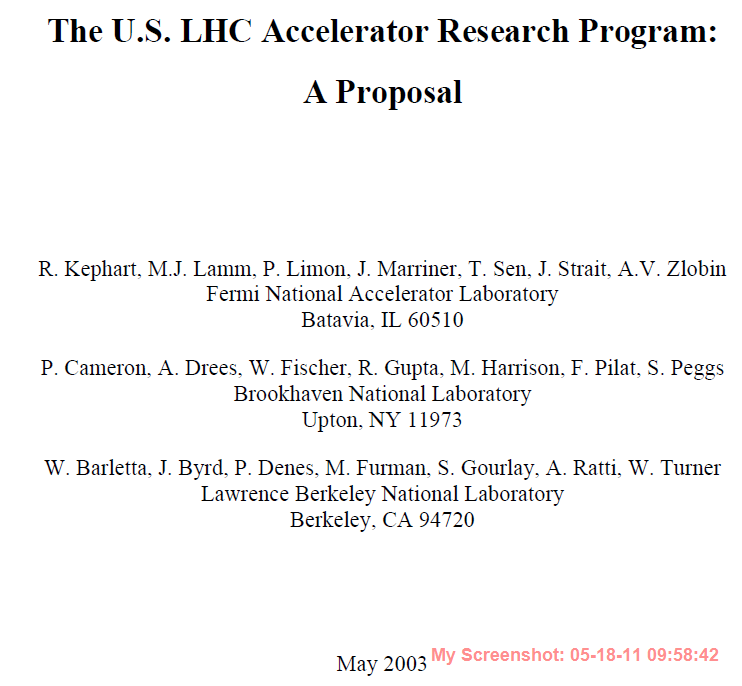 The U.S. LHC Accelerator Research Program:
A Proposal
R. Kephart, M.J. Lamm, P. Limon, J. Marriner, T. Sen, J. Strait, A.V. Zlobin
Fermi National Accelerator Laboratory
Batavia, IL 60510
P. Cameron, A. Drees, W. Fischer, R. Gupta, M. Harrison, F. Pilat, S. Peggs
Brookhaven National Laboratory
Upton, NY 11973
W. Barletta, J. Byrd, P. Denes, M. Furman, S. Gourlay, A. Ratti, W. Turner
Lawrence Berkeley National Laboratory
Berkeley, CA 94720
May 2003 My Screenshot: 05-18-11 09:58:42